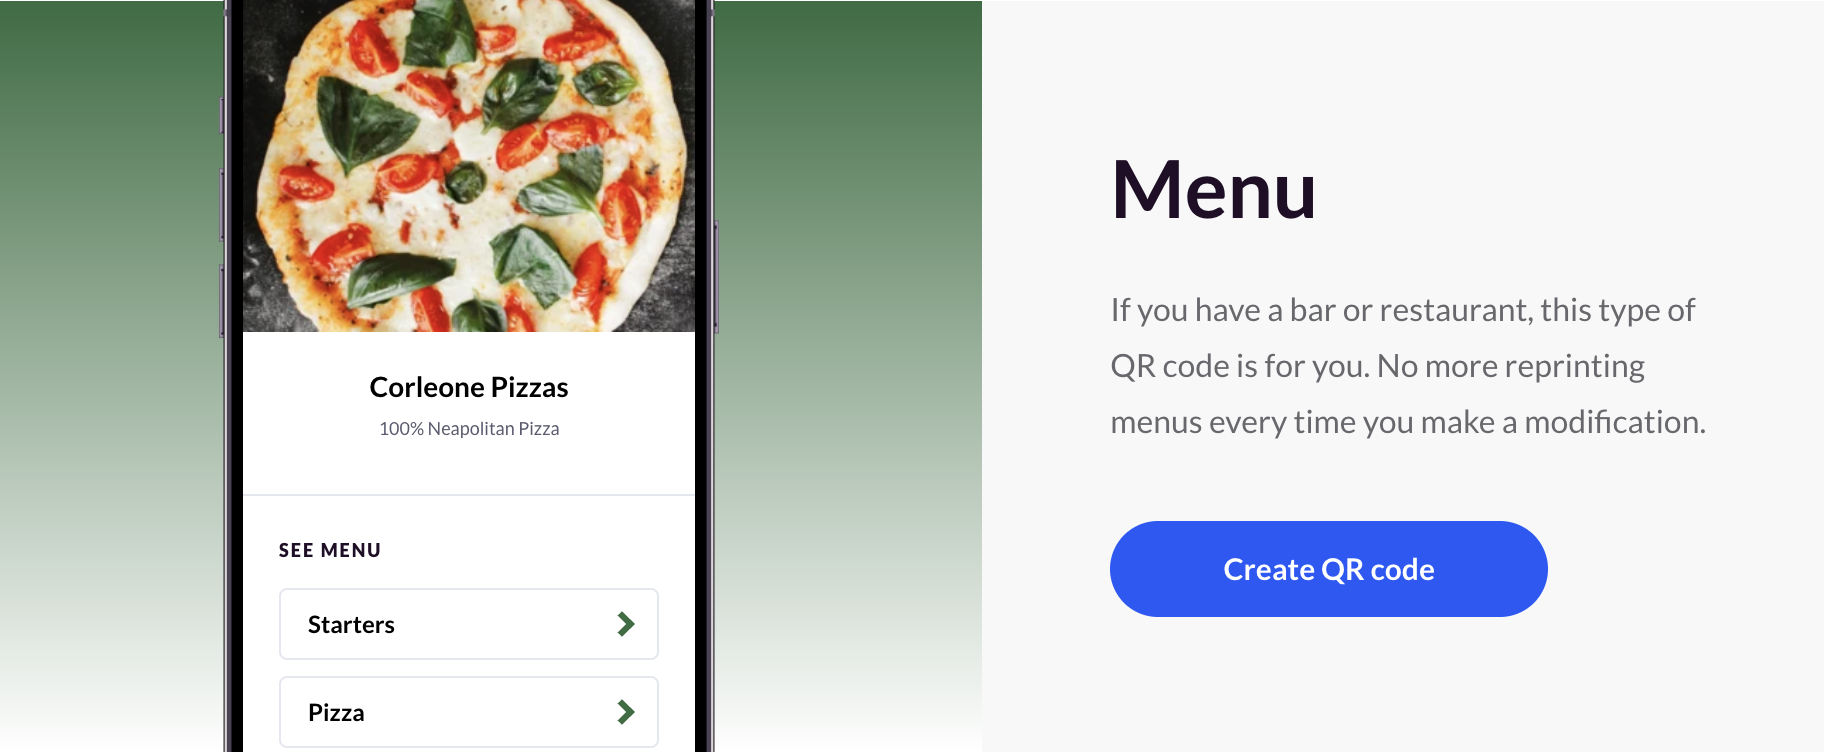 Corleone Pizzas
100% Neapolitan Pizza
SEE MENU
Starters
Pizza
Menu
If you have a bar or restaurant, this type of
QR code is for you. No more reprinting
menus every time you make a modification.
Create QR code